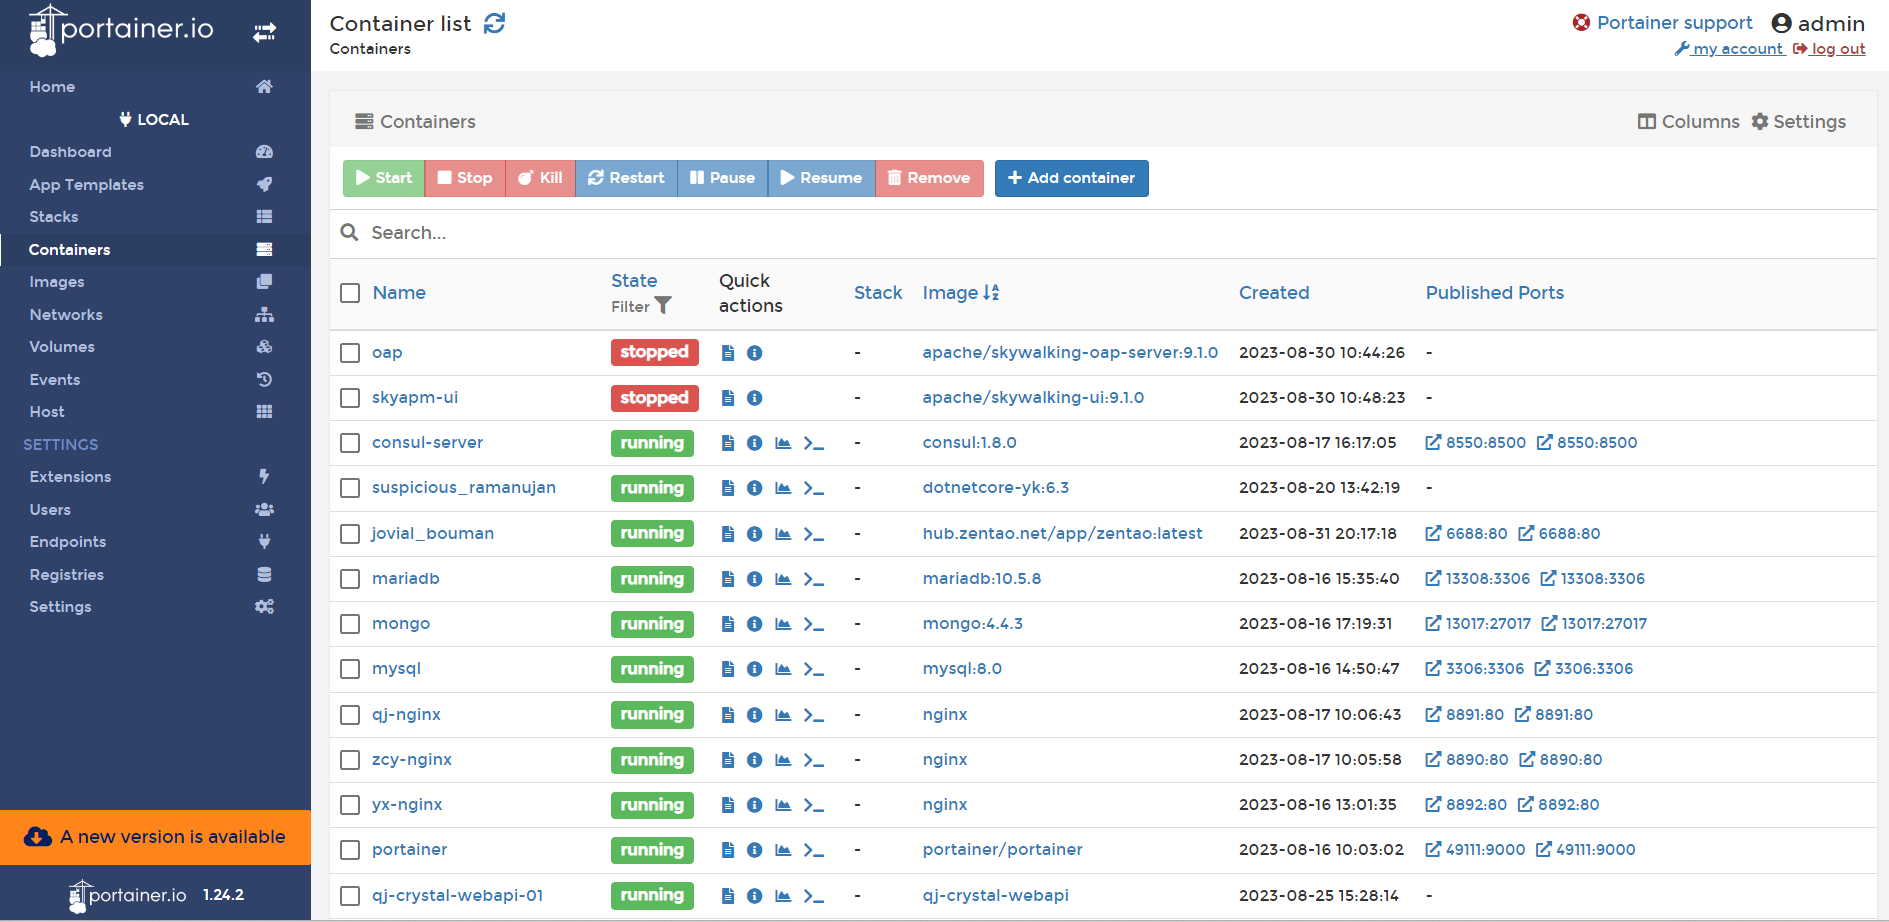 portainer.io
Home
LOCAL
Dashboard
App Templates
Stacks
Containers
Images
Networks
Volumes
Events
Host
SETTINGS
Extensions
Users
Endpoints
Registries
Settings
A new version is available
portainer.io 1.24.2
Container list
Containers
Portainer support admin
my account log out
Containers
Columns Settings
Start Stop Kill Restart Pause Resume Remove Add container
Search...
Name State Filter Quick actions Stack Image Created Published Ports
oap stopped - apache/skywalking-oap-server:9.1.0 2023-08-30 10:44:26 -
skyapm-ui stopped - apache/skywalking-ui:9.1.0 2023-08-30 10:48:23 -
consul-server running - consul:1.8.0 2023-08-17 16:17:05 8550:8500 8550:8500
suspicious_ramanujan running - dotnetcore-yk:6.3 2023-08-20 13:42:19 -
jovial_bouman running - hub.zentao.net/app/zentao:latest 2023-08-31 20:17:18 6688:80 6688:80
mariadb running - mariadb:10.5.8 2023-08-16 15:35:40 13308:3306 13308:3306
mongo running - mongo:4.4.3 2023-08-16 17:19:31 13017:27017 13017:27017
mysql running - mysql:8.0 2023-08-16 14:50:47 3306:3306 3306:3306
qj-nginx running - nginx 2023-08-17 10:06:43 8891:80 8891:80
zcy-nginx running - nginx 2023-08-17 10:05:58 8890:80 8890:80
yx-nginx running - nginx 2023-08-16 13:01:35 8892:80 8892:80
portainer running - portainer/portainer 2023-08-16 10:03:02 49111:9000 49111:9000
qj-crystal-webapi-01 running - qj-crystal-webapi 2023-08-25 15:28:14 -